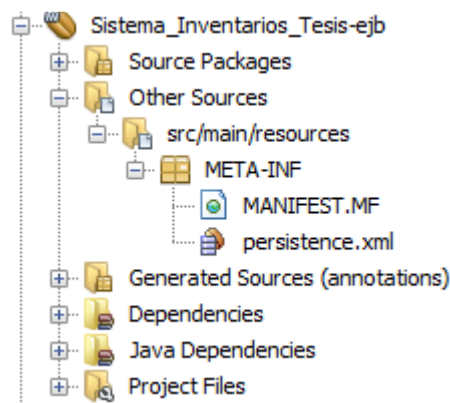 Sistema_Inventarios_Tesis-ejb
Source Packages
Other Sources
src/main/resources
META-INF
MANIFEST.MF
persistence.xml
Generated Sources (annotations)
Dependencies
Java Dependencies
Project Files